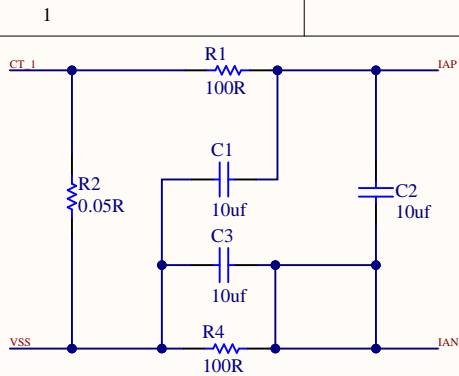 1
R1
CT_1
IAP
100R
C1
R2
0.05R
C2
10uf
10uf
C3
10uf
R4
VSS
IAN
100R